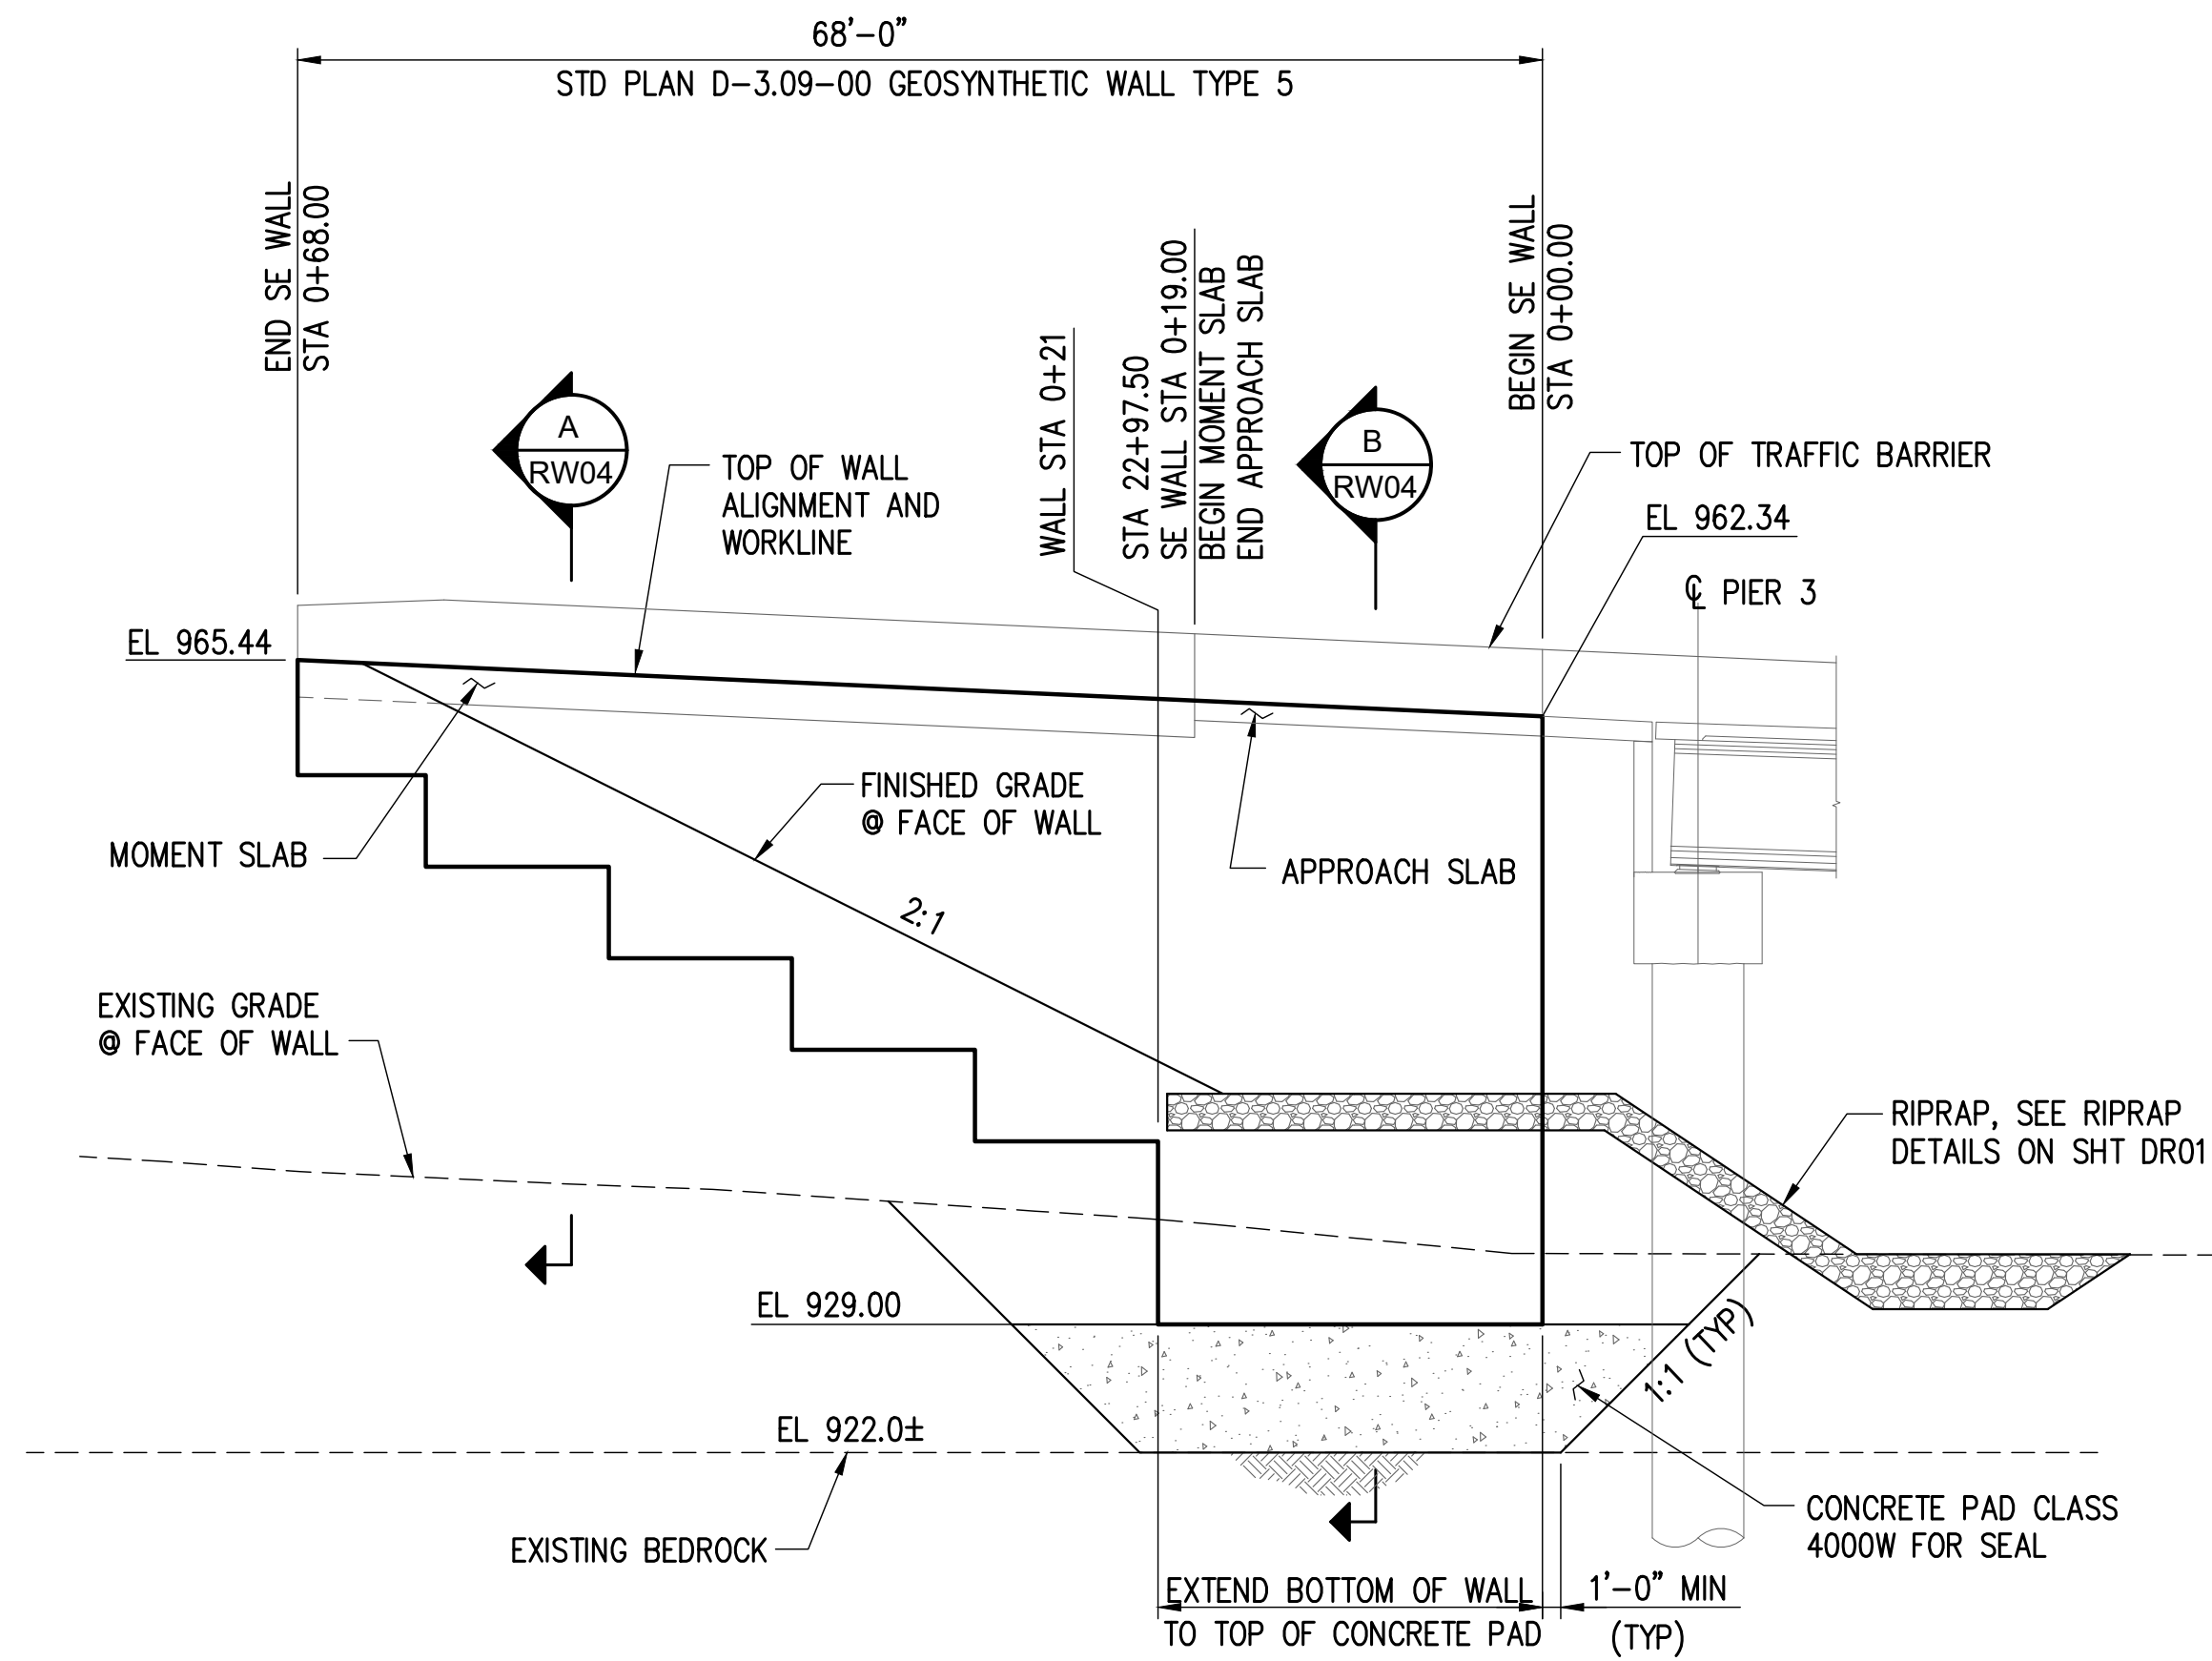 68'-0"
STD PLAN D-3.09-00 GEOSYNTHETIC WALL TYPE 5
END SE WALL
STA 0+68.00
WALL STA 0+21
STA 22+97.50
SE WALL STA 0+19.00
BEGIN MOMENT SLAB
END APPROACH SLAB
BEGIN SE WALL
STA 0+00.00
A
RW04
B
RW04
TOP OF WALL
ALIGNMENT AND
WORKLINE
TOP OF TRAFFIC BARRIER
EL 962.34
℄ PIER 3
EL 965.44
FINISHED GRADE
@ FACE OF WALL
MOMENT SLAB
APPROACH SLAB
2:1
EXISTING GRADE
@ FACE OF WALL
RIPRAP, SEE RIPRAP
DETAILS ON SHT DR01
EL 929.00
1:1 (TYP)
EL 922.0±
EXISTING BEDROCK
CONCRETE PAD CLASS
4000W FOR SEAL
EXTEND BOTTOM OF WALL
TO TOP OF CONCRETE PAD
1'-0" MIN
(TYP)